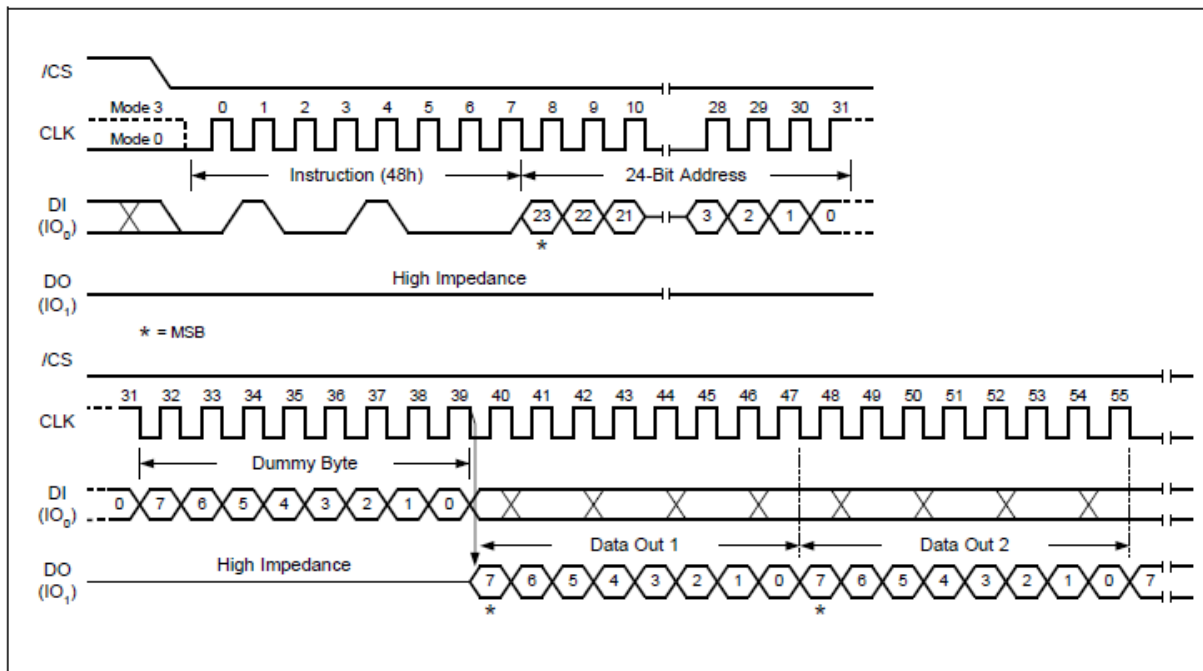 /CS
Mode 3 0 1 2 3 4 5 6 7 8 9 10 28 29 30 31
CLK Mode 0
Instruction (48h) 24-Bit Address
DI
(IO0) 23 22 21 3 2 1 0
*
High Impedance
DO
(IO1)
* = MSB
/CS
31 32 33 34 35 36 37 38 39 40 41 42 43 44 45 46 47 48 49 50 51 52 53 54 55
CLK
Dummy Byte
DI
(IO0) 0 7 6 5 4 3 2 1 0
Data Out 1 Data Out 2
High Impedance
DO
(IO1) 7 6 5 4 3 2 1 0 7 6 5 4 3 2 1 0 7
* *